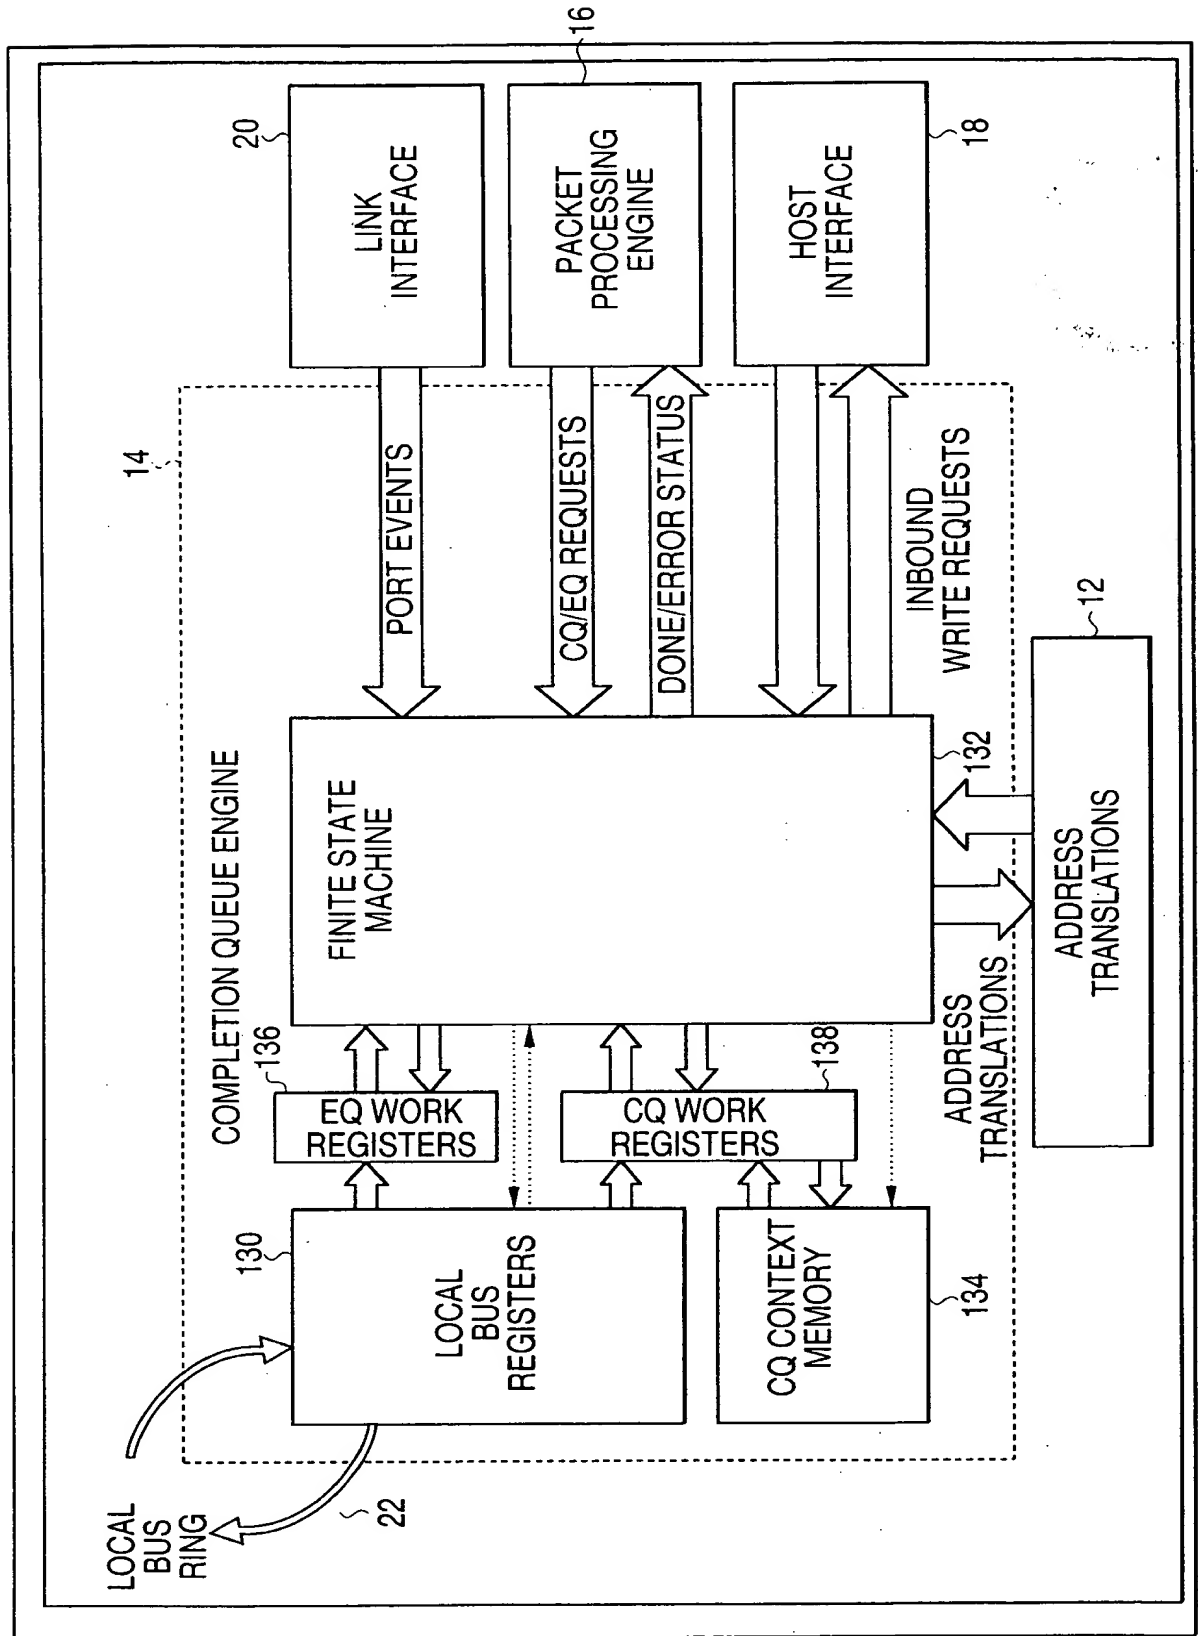 LOCAL
BUS
RING
22
COMPLETION QUEUE ENGINE
14
130
LOCAL
BUS
REGISTERS
CQ CONTEXT
MEMORY
134
136
EQ WORK
REGISTERS
CQ WORK
REGISTERS
138
FINITE STATE
MACHINE
132
ADDRESS
TRANSLATIONS
ADDRESS
TRANSLATIONS
12
PORT EVENTS
CQ/EQ REQUESTS
DONE/ERROR STATUS
INBOUND
WRITE REQUESTS
20
LINK
INTERFACE
16
PACKET
PROCESSING
ENGINE
HOST
INTERFACE
18